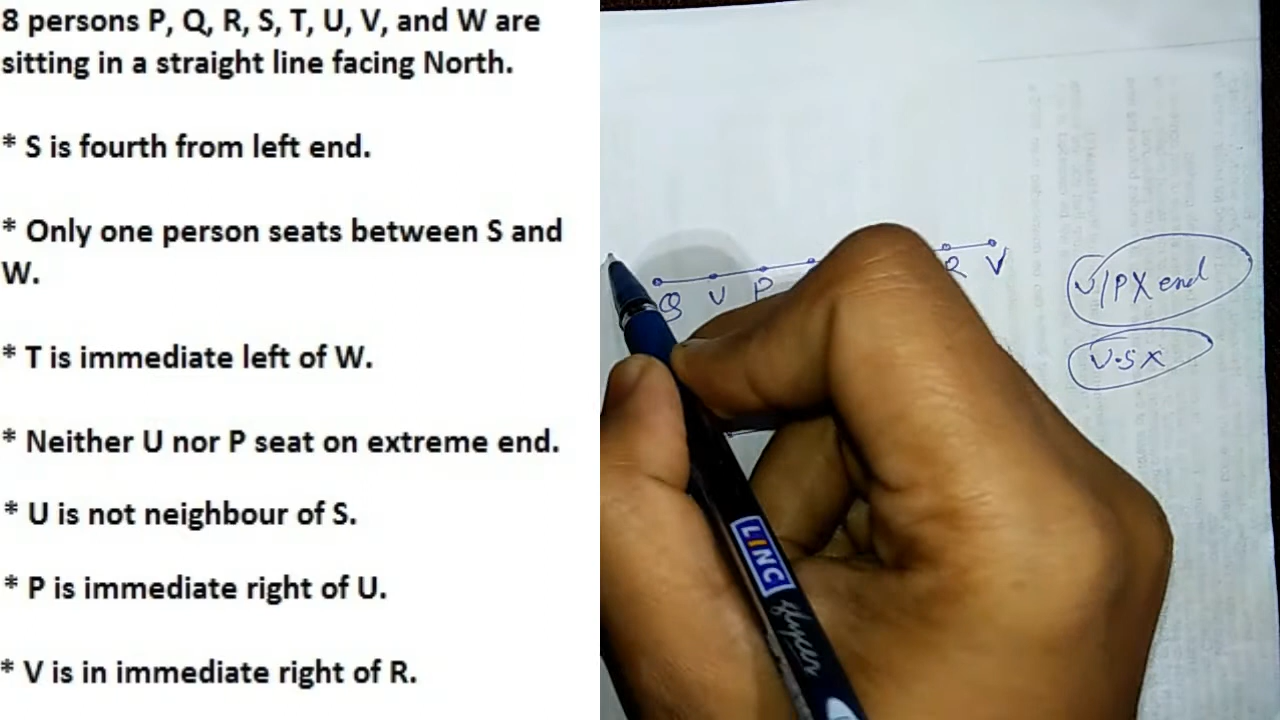 8 persons P, Q, R, S, T, U, V, and W are
sitting in a straight line facing North.
* S is fourth from left end.
* Only one person seats between S and
W.
* T is immediate left of W.
* Neither U nor P seat on extreme end.
* U is not neighbour of S.
* P is immediate right of U.
* V is in immediate right of R.
Q U P R V
U/P X end
U-S X
LINC glycer